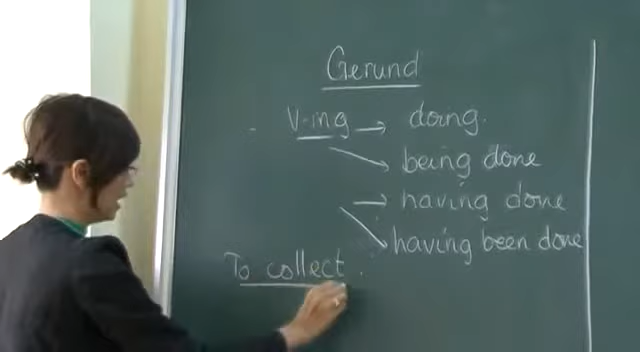 Gerund
V-ing → doing.
being done
→ having done
having been done
To collect.